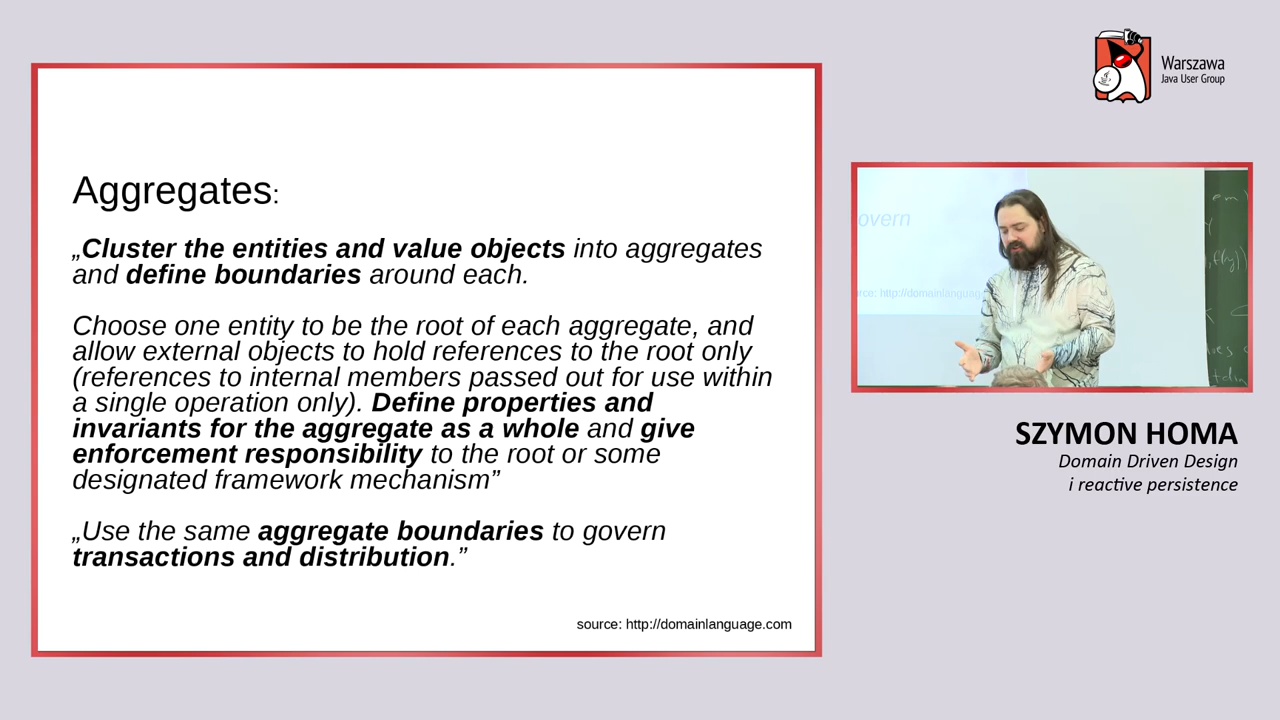 Aggregates:
„Cluster the entities and value objects into aggregates
and define boundaries around each.
Choose one entity to be the root of each aggregate, and
allow external objects to hold references to the root only
(references to internal members passed out for use within
a single operation only). Define properties and
invariants for the aggregate as a whole and give
enforcement responsibility to the root or some
designated framework mechanism”
„Use the same aggregate boundaries to govern
transactions and distribution.”
source: http://domainlanguage.com
Warszawa
Java User Group
overn
http://domainlanguag
SZYMON HOMA
Domain Driven Design
i reactive persistence